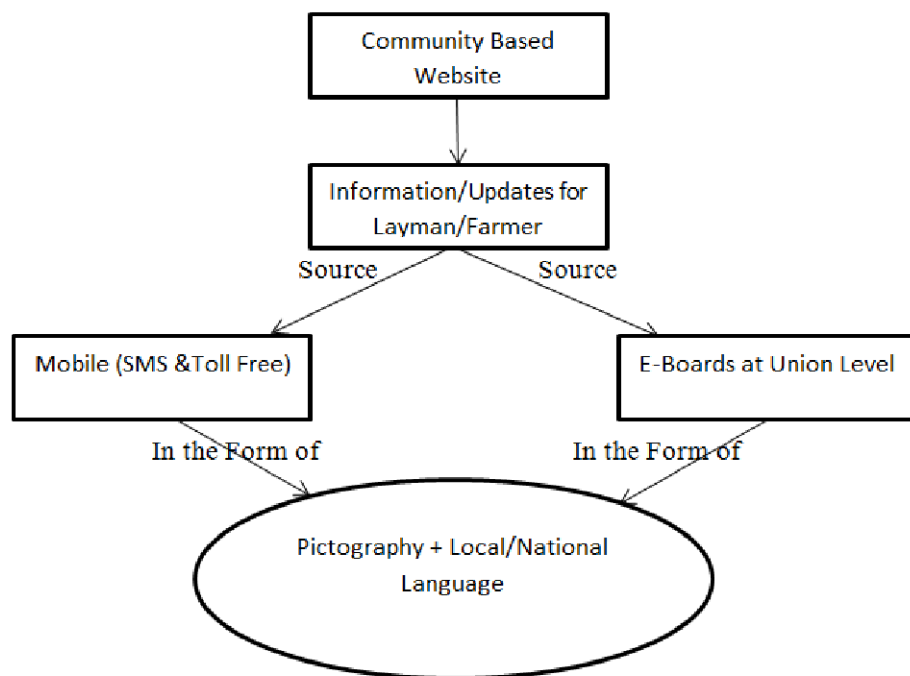 Community Based
Website
Information/Updates for
Layman/Farmer
Source
Source
Mobile (SMS &Toll Free)
E-Boards at Union Level
In the Form of
In the Form of
Pictography + Local/National
Language